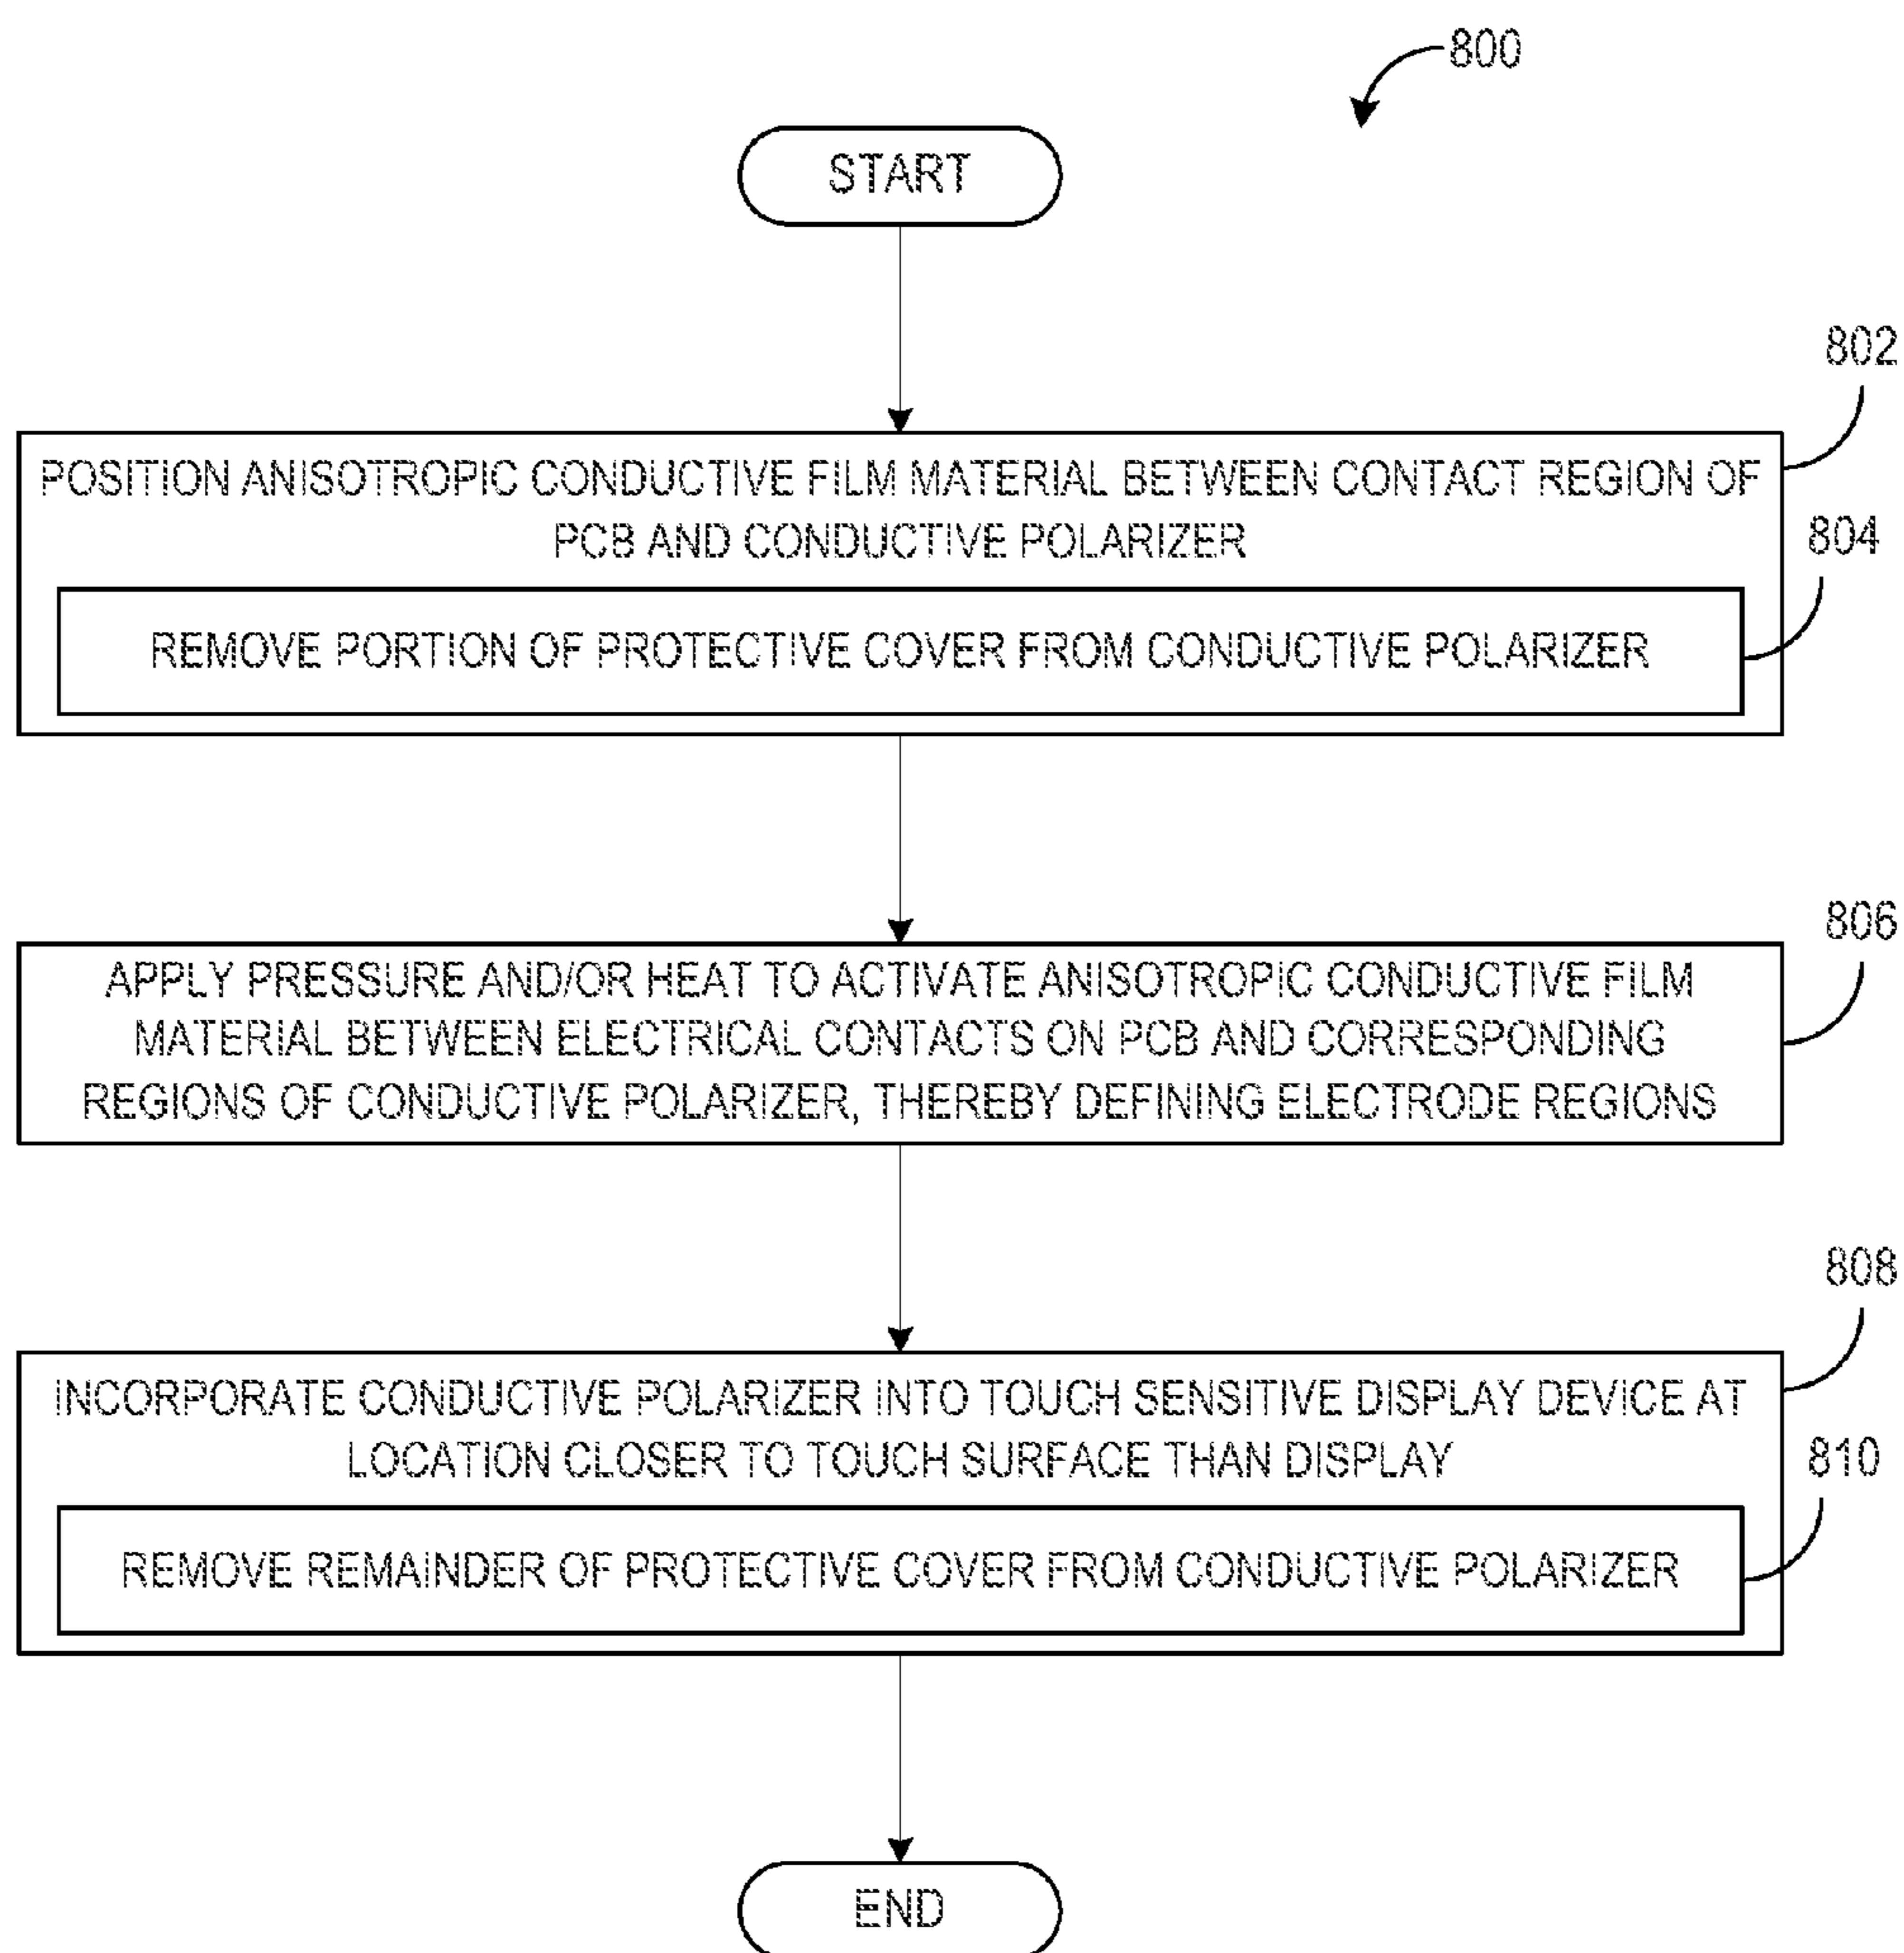 800
START
802
POSITION ANISOTROPIC CONDUCTIVE FILM MATERIAL BETWEEN CONTACT REGION OF
PCB AND CONDUCTIVE POLARIZER
804
REMOVE PORTION OF PROTECTIVE COVER FROM CONDUCTIVE POLARIZER
806
APPLY PRESSURE AND/OR HEAT TO ACTIVATE ANISOTROPIC CONDUCTIVE FILM
MATERIAL BETWEEN ELECTRICAL CONTACTS ON PCB AND CORRESPONDING
REGIONS OF CONDUCTIVE POLARIZER, THEREBY DEFINING ELECTRODE REGIONS
808
INCORPORATE CONDUCTIVE POLARIZER INTO TOUCH SENSITIVE DISPLAY DEVICE AT
LOCATION CLOSER TO TOUCH SURFACE THAN DISPLAY
810
REMOVE REMAINDER OF PROTECTIVE COVER FROM CONDUCTIVE POLARIZER
END